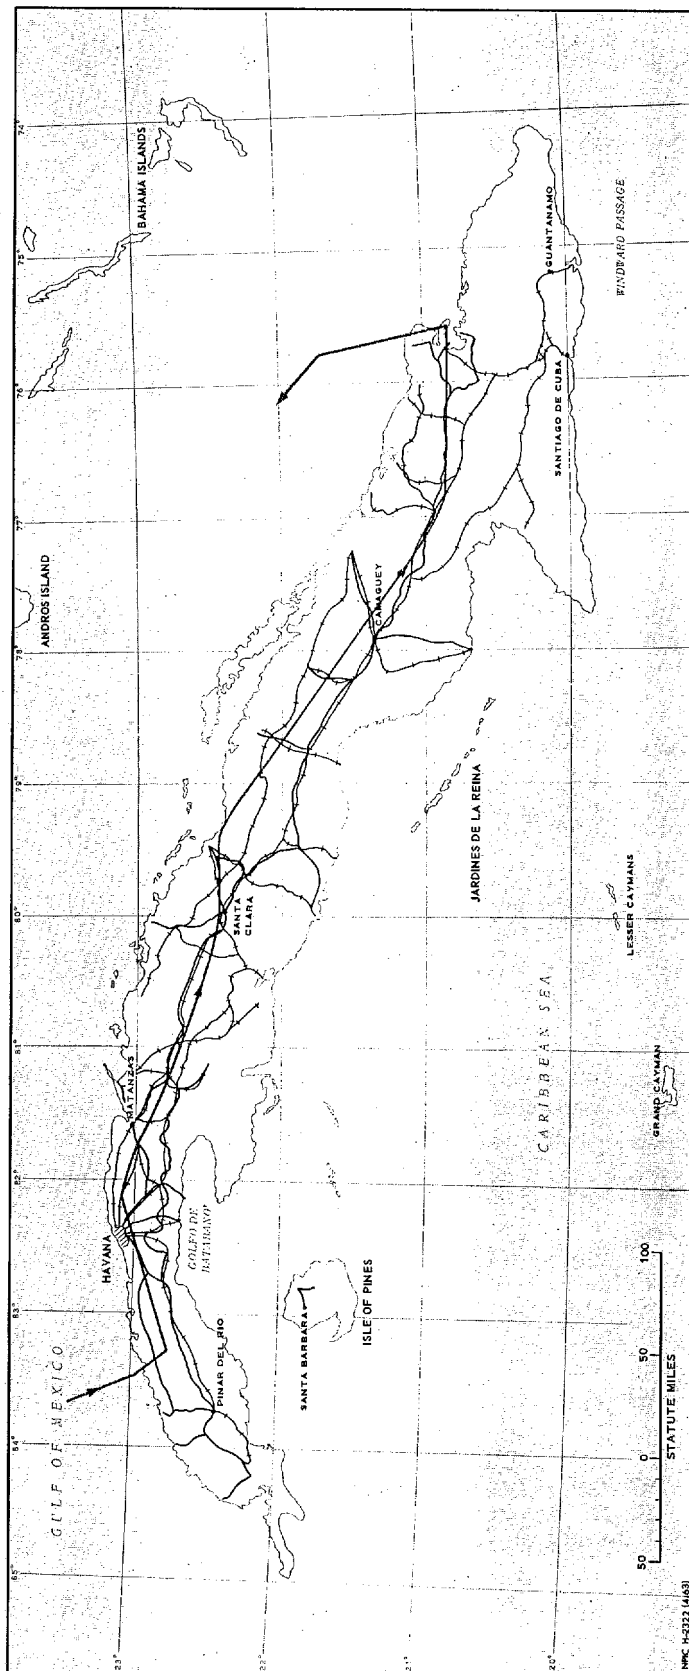 85°
84°
83°
82°
81°
80°
79°
78°
77°
76°
75°
74°
23°
22°
21°
20°
GULF OF MEXICO
HAVANA
MATANZAS
ANDROS ISLAND
BAHAMA ISLANDS
PINAR DEL RIO
GOLFO DE
BATABANO
SANTA
CLARA
CAMAGUEY
SANTA BARBARA
ISLE OF PINES
JARDINES DE LA REINA
SANTIAGO DE CUBA
GUANTANAMO
WINDWARD PASSAGE
CARIBBEAN SEA
LESSER CAYMANS
GRAND CAYMAN
50 0 50 100
STATUTE MILES
NPIC H-2322 (4/63)